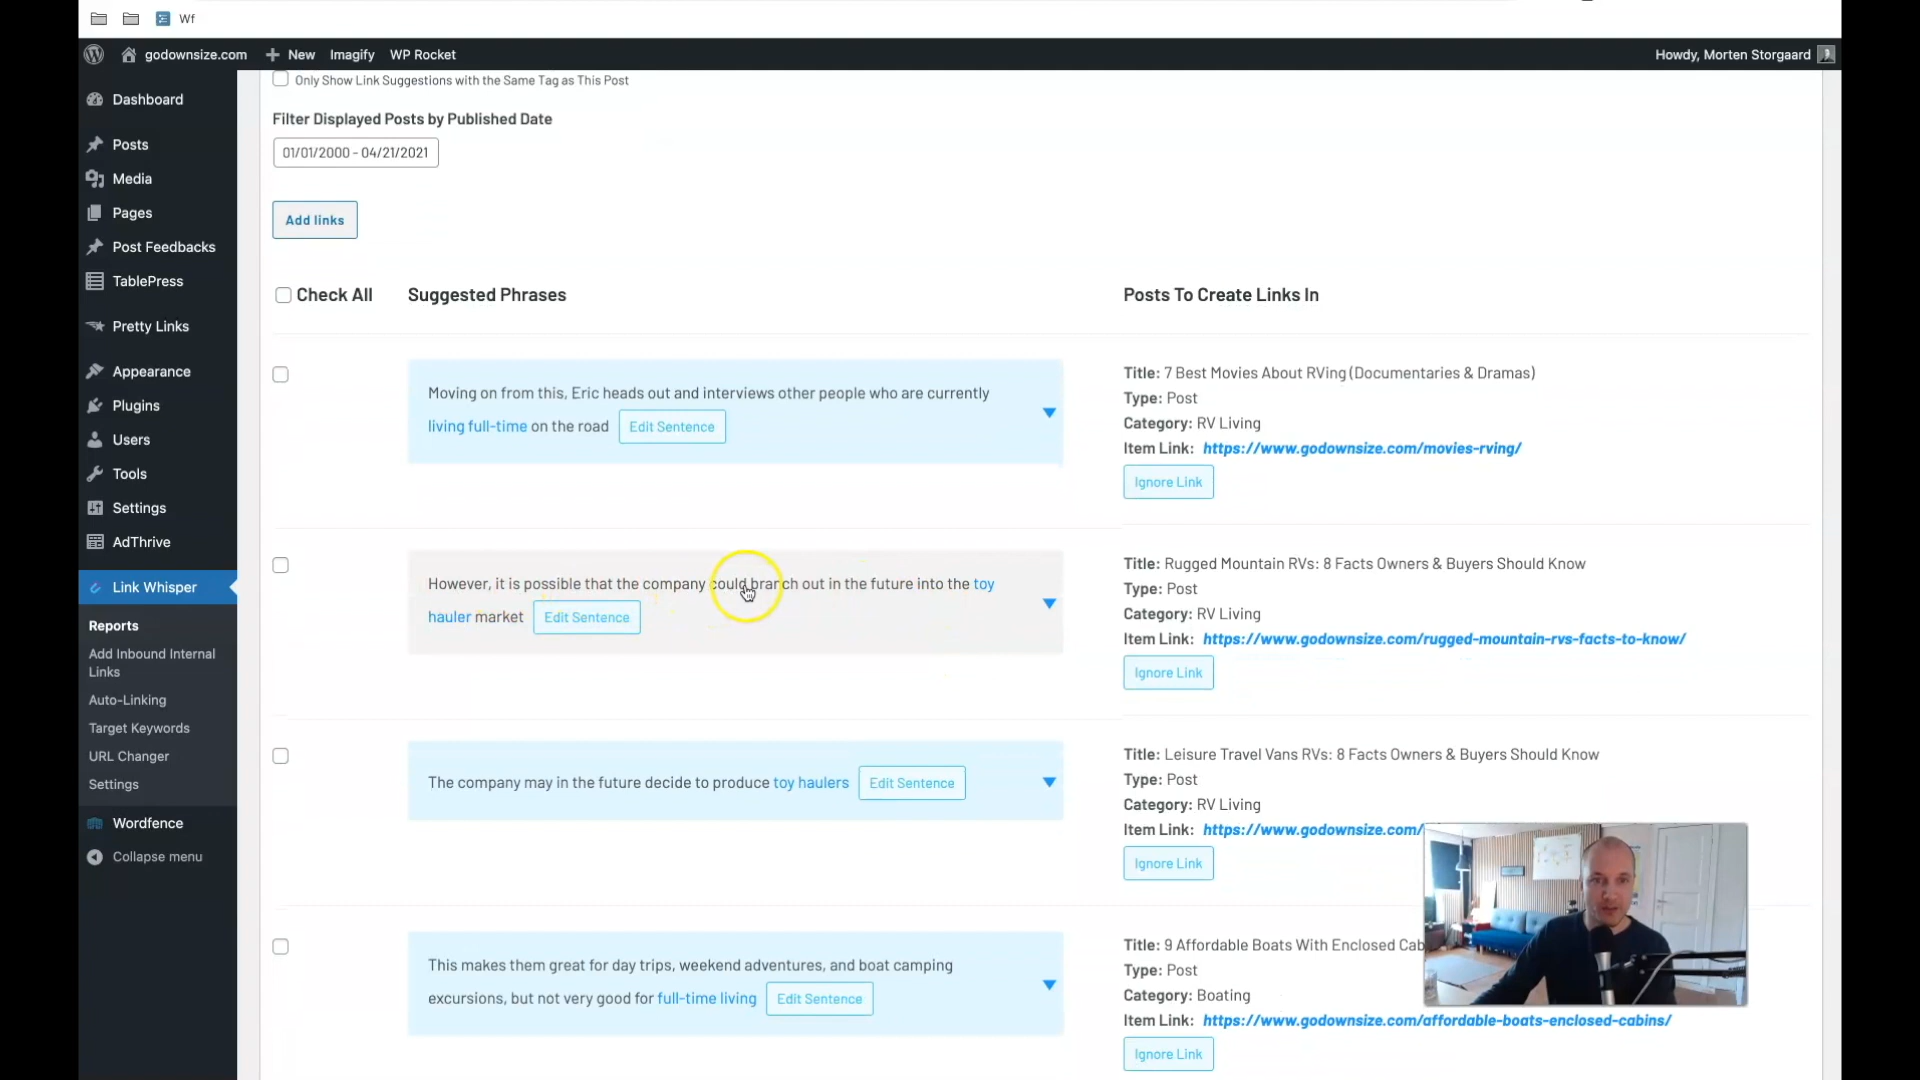 Wf
godownsize.com
New
Imagify
WP Rocket
Howdy, Morten Storgaard
Dashboard
Posts
Media
Pages
Post Feedbacks
TablePress
Pretty Links
Appearance
Plugins
Users
Tools
Settings
AdThrive
Link Whisper
Reports
Add Inbound Internal
Links
Auto-Linking
Target Keywords
URL Changer
Settings
Wordfence
Collapse menu
Only Show Link Suggestions with the Same Tag as This Post
Filter Displayed Posts by Published Date
01/01/2000 - 04/21/2021
Add links
Check All
Suggested Phrases
Posts To Create Links In
Moving on from this, Eric heads out and interviews other people who are currently
living full-time on the road
Edit Sentence
Title: 7 Best Movies About RVing (Documentaries & Dramas)
Type: Post
Category: RV Living
Item Link: https://www.godownsize.com/movies-rving/
Ignore Link
However, it is possible that the company could branch out in the future into the toy
hauler market
Edit Sentence
Title: Rugged Mountain RVs: 8 Facts Owners & Buyers Should Know
Type: Post
Category: RV Living
Item Link: https://www.godownsize.com/rugged-mountain-rvs-facts-to-know/
Ignore Link
The company may in the future decide to produce toy haulers
Edit Sentence
Title: Leisure Travel Vans RVs: 8 Facts Owners & Buyers Should Know
Type: Post
Category: RV Living
Item Link: https://www.godownsize.com/
Ignore Link
This makes them great for day trips, weekend adventures, and boat camping
excursions, but not very good for full-time living
Edit Sentence
Title: 9 Affordable Boats With Enclosed
Type: Post
Category: Boating
Item Link: https://www.godownsize.com/affordable-boats-enclosed-cabins/
Ignore Link